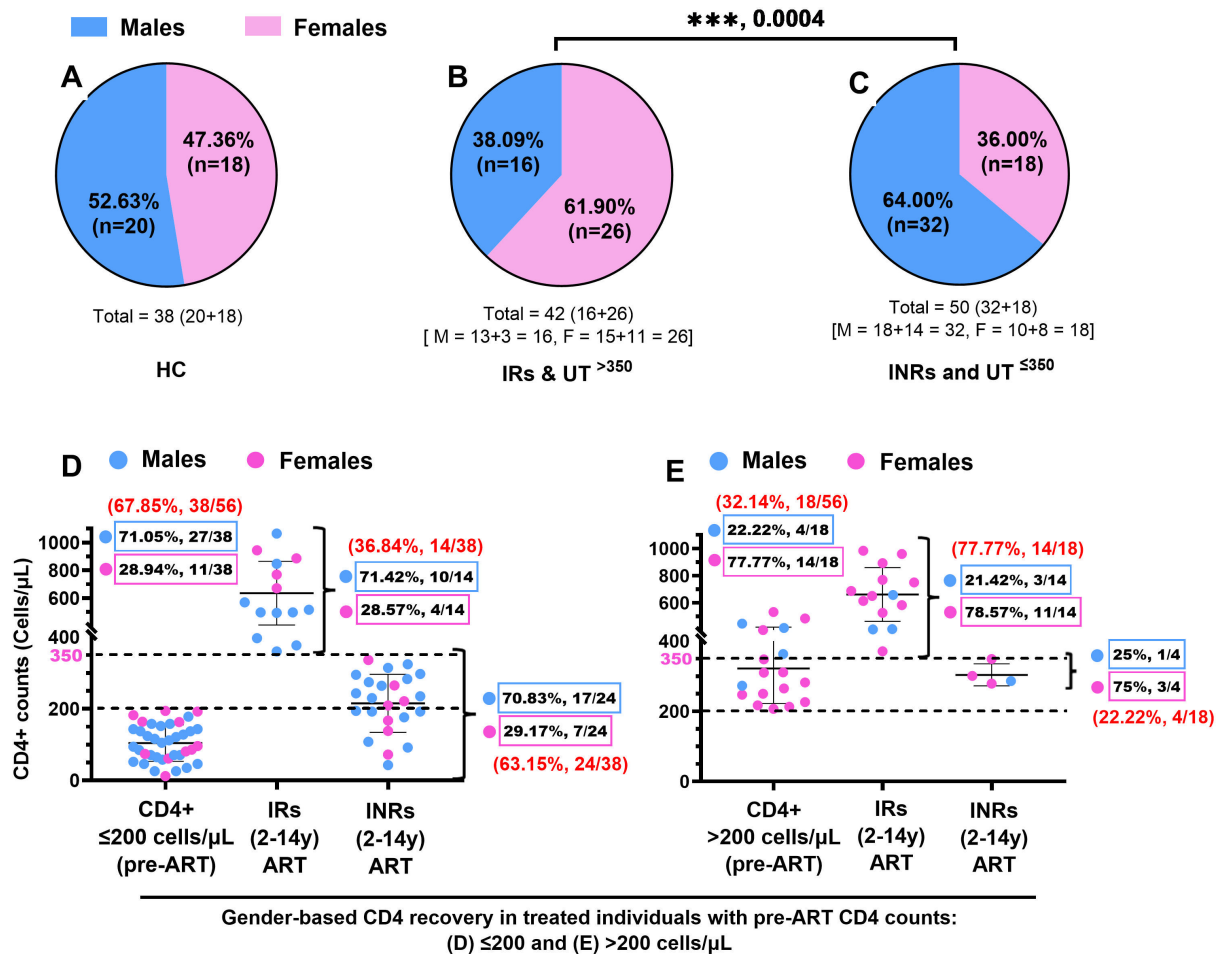 Males Females
***, 0.0004
A
47.36%
(n=18)
52.63%
(n=20)
Total = 38 (20+18)
HC
B
38.09%
(n=16)
61.90%
(n=26)
Total = 42 (16+26)
[ M = 13+3 = 16, F = 15+11 = 26]
IRs & UT >350
C
36.00%
(n=18)
64.00%
(n=32)
Total = 50 (32+18)
[M = 18+14 = 32, F = 10+8 = 18]
INRs and UT ≤350
D
Males Females
(67.85%, 38/56)
71.05%, 27/38
28.94%, 11/38
(36.84%, 14/38)
71.42%, 10/14
28.57%, 4/14
70.83%, 17/24
29.17%, 7/24
(63.15%, 24/38)
CD4+ counts (Cells/µL)
1000
800
600
400
350
200
0
CD4+
≤200 cells/µL
(pre-ART)
IRs
(2-14y)
ART
INRs
(2-14y)
ART
E
Males Females
(32.14%, 18/56)
22.22%, 4/18
77.77%, 14/18
(77.77%, 14/18)
21.42%, 3/14
78.57%, 11/14
25%, 1/4
75%, 3/4
(22.22%, 4/18)
1000
800
600
400
350
200
0
CD4+
>200 cells/µL
(pre-ART)
IRs
(2-14y)
ART
INRs
(2-14y)
ART
Gender-based CD4 recovery in treated individuals with pre-ART CD4 counts:
(D) ≤200 and (E) >200 cells/µL